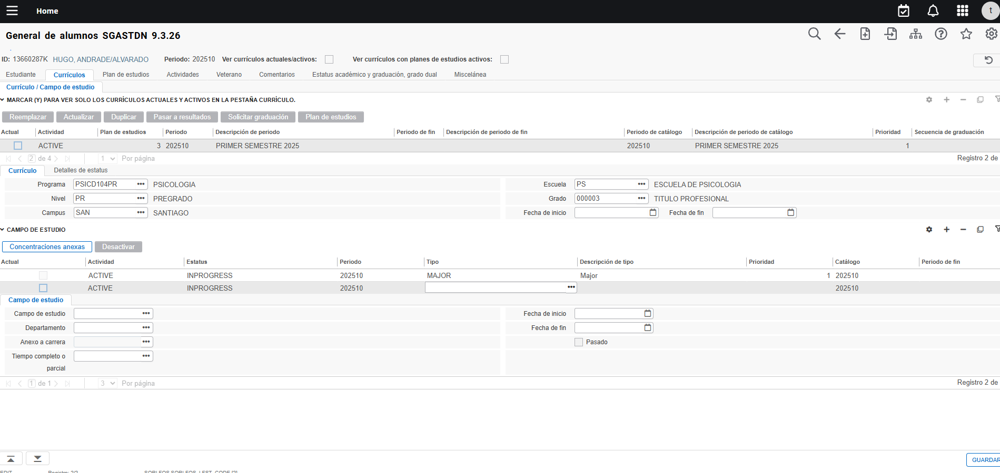 Home
t
General de alumnos SGASTDN 9.3.26
ID: 13660287K HUGO, ANDRADE/ALVARADO Periodo: 202510 Ver currículos actuales/activos: Ver currículos con planes de estudios activos:
Estudiante Currículos Plan de estudios Actividades Veterano Comentarios Estatus académico y graduación, grado dual Miscelánea
Currículo / Campo de estudio
MARCAR (Y) PARA VER SOLO LOS CURRÍCULOS ACTUALES Y ACTIVOS EN LA PESTAÑA CURRÍCULO.
Reemplazar Actualizar Duplicar Pasar a resultados Solicitar graduación Plan de estudios
Actual Actividad Plan de estudios Periodo Descripción de periodo Periodo de fin Descripción de periodo de fin Periodo de catálogo Descripción de periodo de catálogo Prioridad Secuencia de graduación
ACTIVE 3 202510 PRIMER SEMESTRE 2025 202510 PRIMER SEMESTRE 2025 1
2 de 4 1 Por página Registro 2 de
Currículo Detalles de estatus
Programa PSICD104PR ••• PSICOLOGIA Escuela PS ••• ESCUELA DE PSICOLOGIA
Nivel PR ••• PREGRADO Grado 000003 ••• TITULO PROFESIONAL
Campus SAN ••• SANTIAGO Fecha de inicio Fecha de fin
CAMPO DE ESTUDIO
Concentraciones anexas Desactivar
Actual Actividad Estatus Periodo Tipo Descripción de tipo Prioridad Catálogo Periodo de fin
ACTIVE INPROGRESS 202510 MAJOR Major 1 202510
ACTIVE INPROGRESS 202510 ••• 202510
Campo de estudio
Campo de estudio ••• Fecha de inicio
Departamento ••• Fecha de fin
Anexo a carrera ••• Pasado
Tiempo completo o •••
parcial
1 de 1 3 Por página Registro 2 de
GUARDAR
EDIT Registro: 2/2 SORLFOS.SORLFOS_LFST_CODE [2]